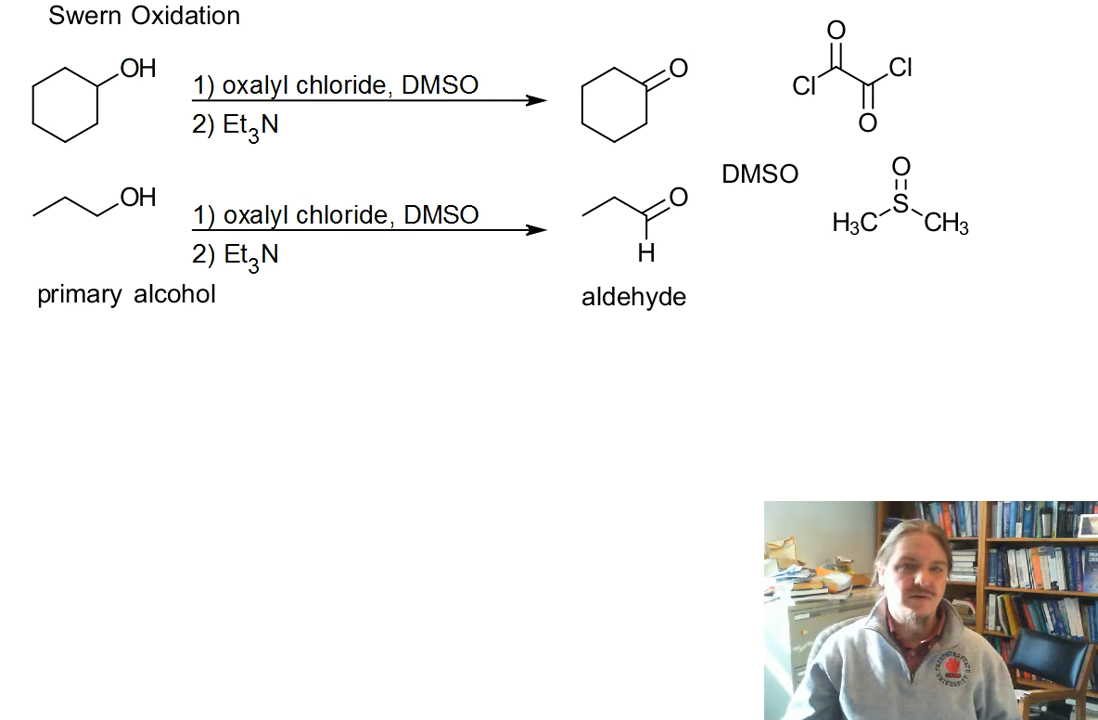 Swern Oxidation
OH
1) oxalyl chloride, DMSO
2) Et3N
O
O
Cl
Cl
O
OH
1) oxalyl chloride, DMSO
2) Et3N
O
H
DMSO
O
S
H3C
CH3
primary alcohol
aldehyde